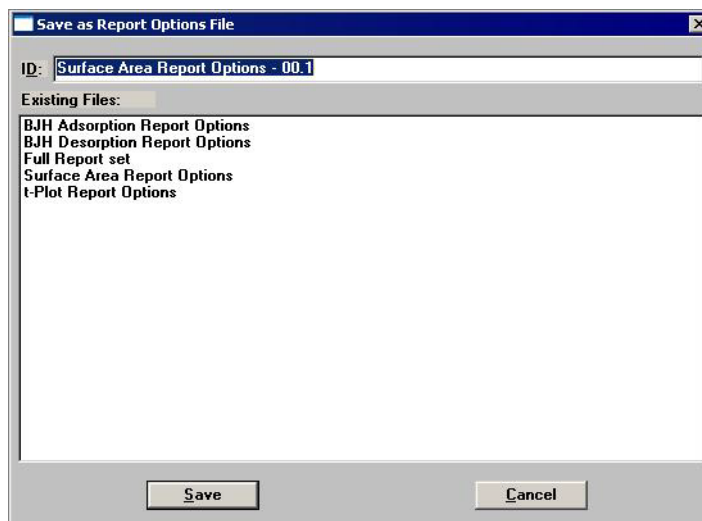 Save as Report Options File
ID: Surface Area Report Options - 00.1
Existing Files:
BJH Adsorption Report Options
BJH Desorption Report Options
Full Report set
Surface Area Report Options
t-Plot Report Options
Save Cancel